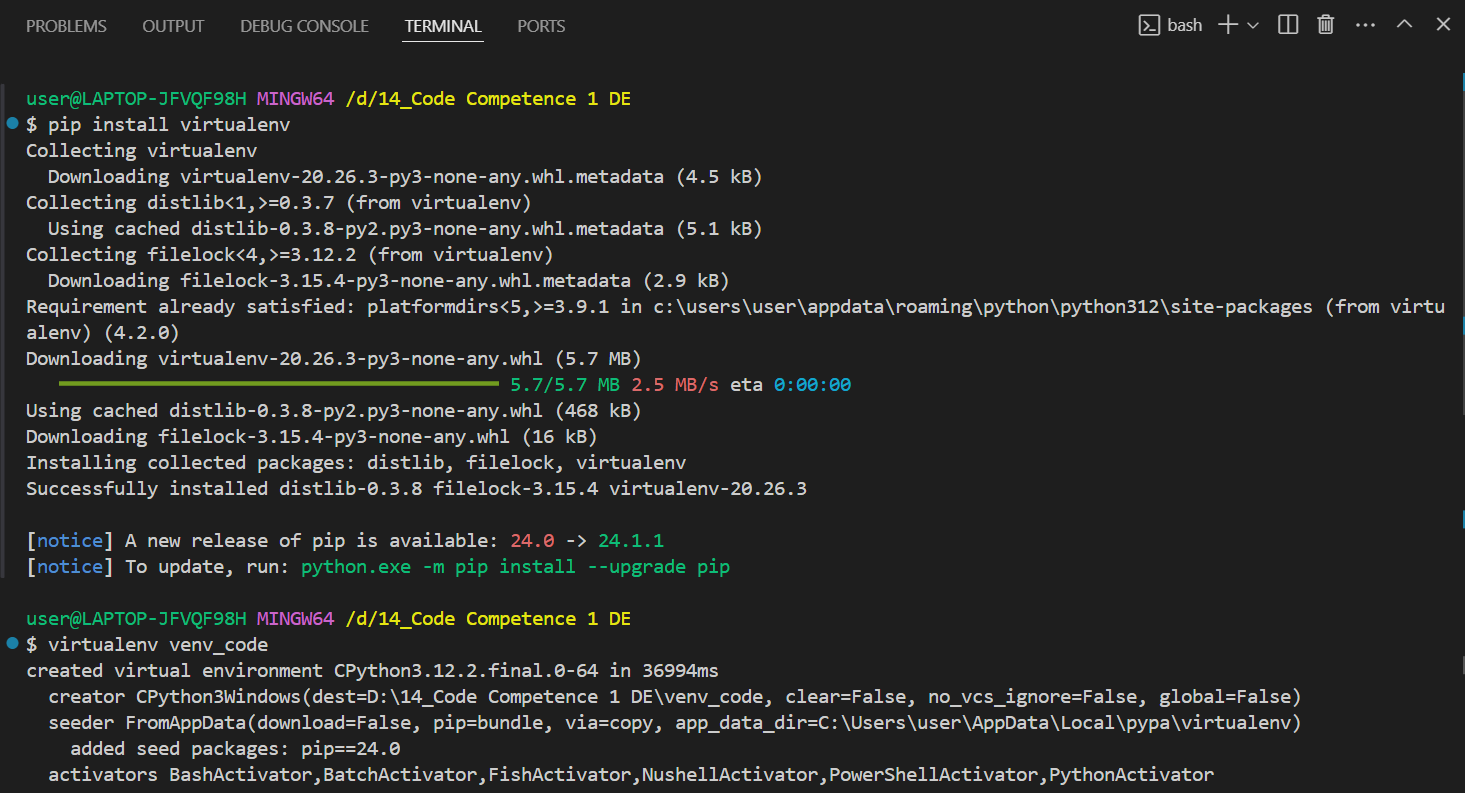 PROBLEMS OUTPUT DEBUG CONSOLE TERMINAL PORTS bash
user@LAPTOP-JFVQF98H MINGW64 /d/14_Code Competence 1 DE
$ pip install virtualenv
Collecting virtualenv
  Downloading virtualenv-20.26.3-py3-none-any.whl.metadata (4.5 kB)
Collecting distlib<1,>=0.3.7 (from virtualenv)
  Using cached distlib-0.3.8-py2.py3-none-any.whl.metadata (5.1 kB)
Collecting filelock<4,>=3.12.2 (from virtualenv)
  Downloading filelock-3.15.4-py3-none-any.whl.metadata (2.9 kB)
Requirement already satisfied: platformdirs<5,>=3.9.1 in c:\users\user\appdata\roaming\python\python312\site-packages (from virtu
alenv) (4.2.0)
Downloading virtualenv-20.26.3-py3-none-any.whl (5.7 MB)
5.7/5.7 MB 2.5 MB/s eta 0:00:00
Using cached distlib-0.3.8-py2.py3-none-any.whl (468 kB)
Downloading filelock-3.15.4-py3-none-any.whl (16 kB)
Installing collected packages: distlib, filelock, virtualenv
Successfully installed distlib-0.3.8 filelock-3.15.4 virtualenv-20.26.3
[notice] A new release of pip is available: 24.0 -> 24.1.1
[notice] To update, run: python.exe -m pip install --upgrade pip
user@LAPTOP-JFVQF98H MINGW64 /d/14_Code Competence 1 DE
$ virtualenv venv_code
created virtual environment CPython3.12.2.final.0-64 in 36994ms
  creator CPython3Windows(dest=D:\14_Code Competence 1 DE\venv_code, clear=False, no_vcs_ignore=False, global=False)
  seeder FromAppData(download=False, pip=bundle, via=copy, app_data_dir=C:\Users\user\AppData\Local\pypa\virtualenv)
    added seed packages: pip==24.0
  activators BashActivator,BatchActivator,FishActivator,NushellActivator,PowerShellActivator,PythonActivator